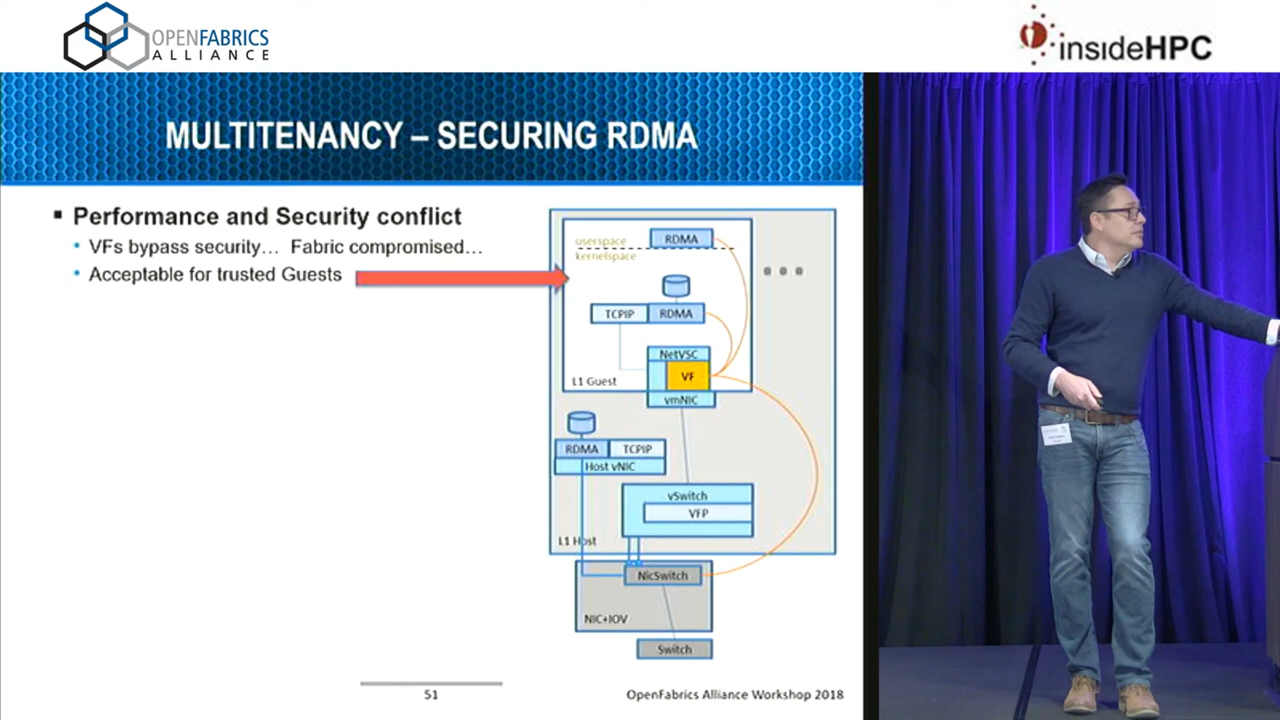 OPENFABRICS
ALLIANCE
insideHPC
MULTITENANCY – SECURING RDMA
▪ Performance and Security conflict
• VFs bypass security… Fabric compromised…
• Acceptable for trusted Guests
userspace
RDMA
kernelspace
TCPIP
RDMA
NetVSC
VF
L1 Guest
vmNIC
RDMA
TCPIP
Host vNIC
vSwitch
VFP
L1 Host
NicSwitch
NIC+IOV
Switch
51
OpenFabrics Alliance Workshop 2018